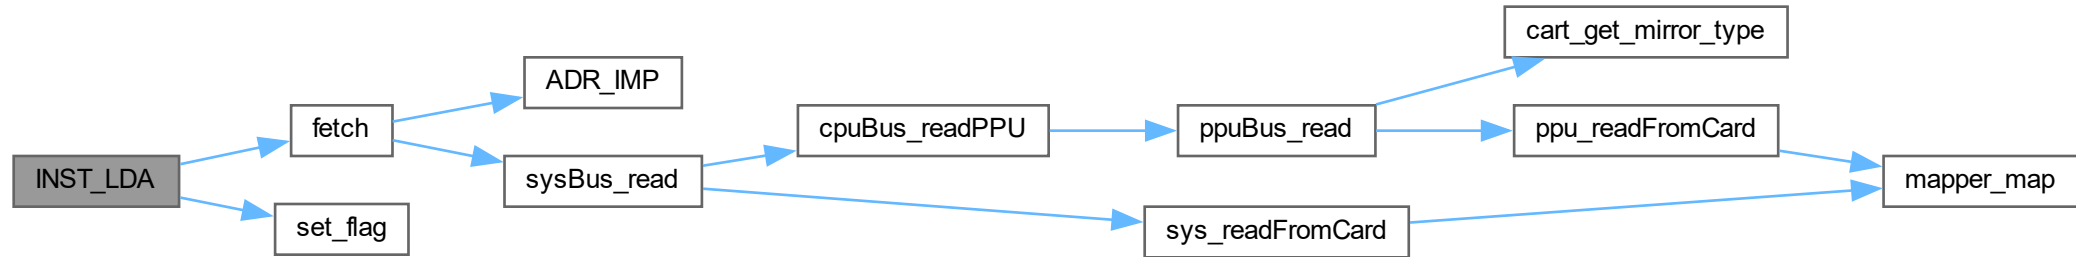 INST_LDA
fetch
set_flag
ADR_IMP
sysBus_read
cpuBus_readPPU
sys_readFromCard
ppuBus_read
cart_get_mirror_type
ppu_readFromCard
mapper_map